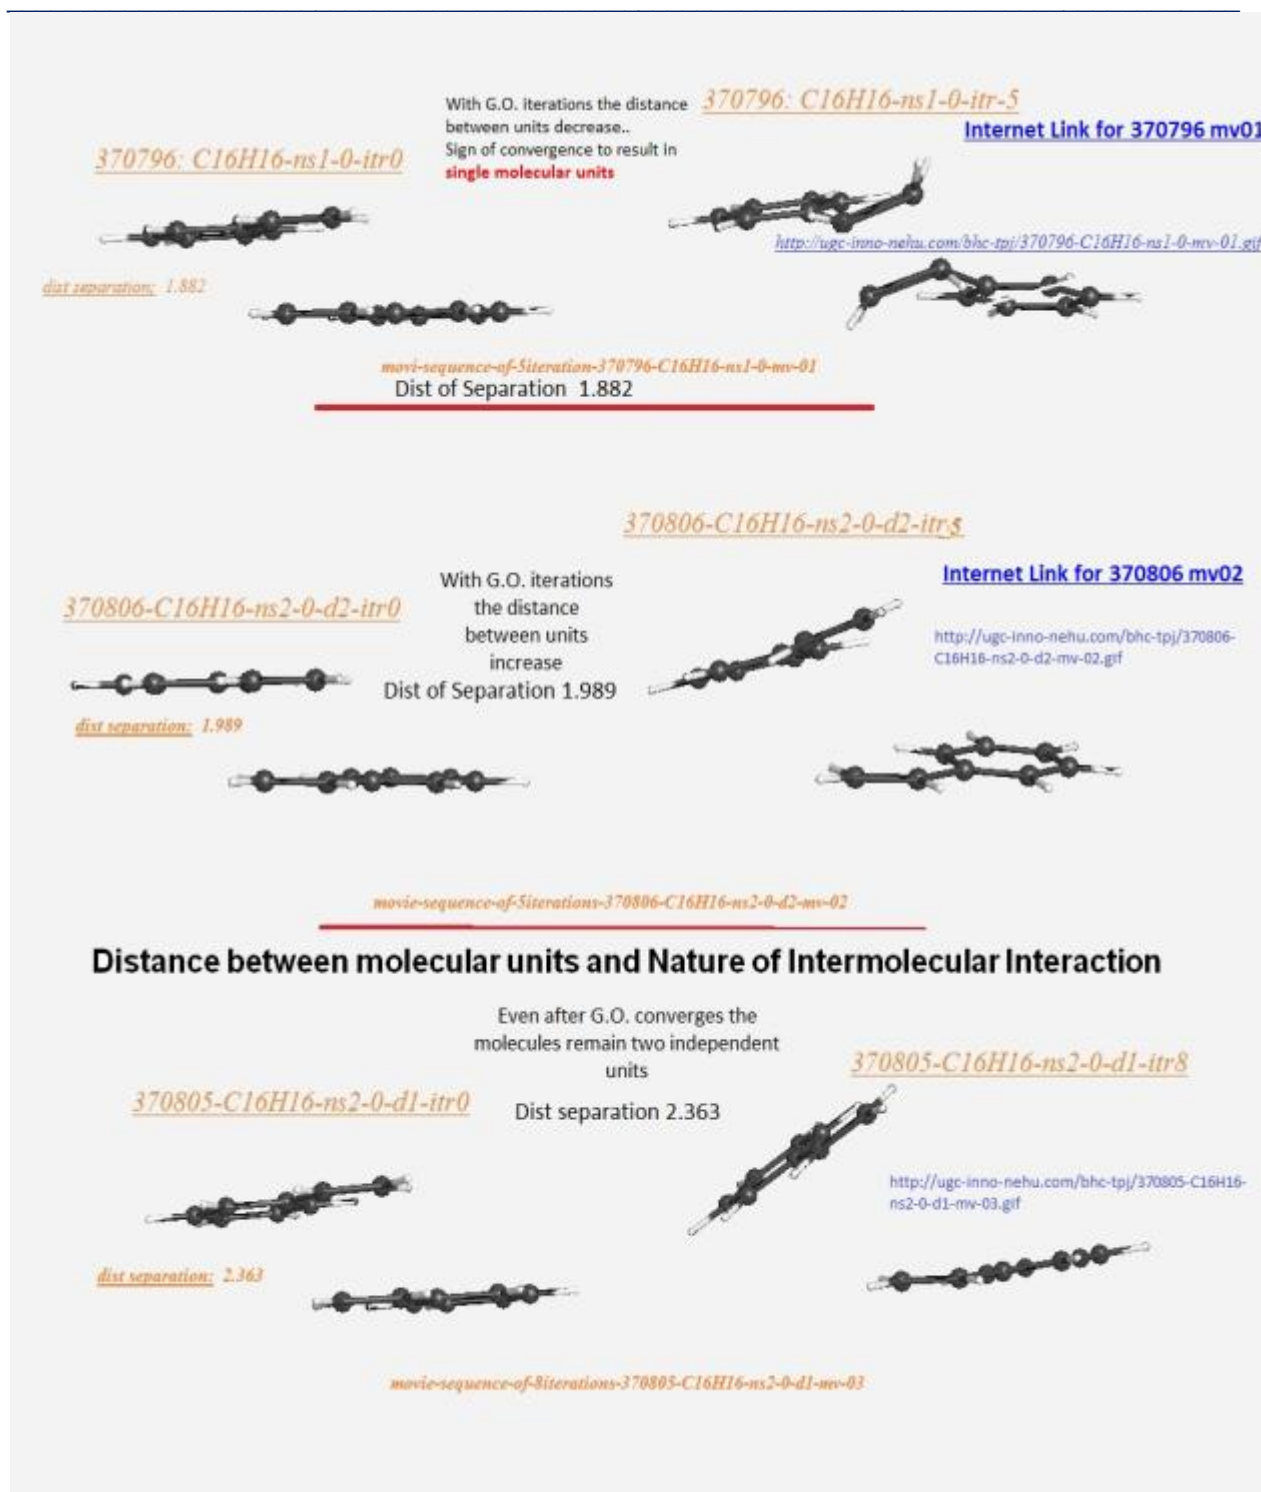 With G.O. iterations the distance
between units decrease..
Sign of convergence to result in
single molecular units
370796: C16H16-ns1-0-itr-5
Internet Link for 370796 mv01
370796: C16H16-ns1-0-itr0
http://ugc-inno-nehu.com/bhc-tpj/370796-C16H16-ns1-0-mv-01.gif
dist separation: 1.882
movi-sequence-of-5iteration-370796-C16H16-ns1-0-mv-01
Dist of Separation 1.882
370806-C16H16-ns2-0-d2-itr5
Internet Link for 370806 mv02
With G.O. iterations
the distance
between units
increase
Dist of Separation 1.989
370806-C16H16-ns2-0-d2-itr0
http://ugc-inno-nehu.com/bhc-tpj/370806-
C16H16-ns2-0-d2-mv-02.gif
dist separation: 1.989
movie-sequence-of-5iterations-370806-C16H16-ns2-0-d2-mv-02
Distance between molecular units and Nature of Intermolecular Interaction
Even after G.O. converges the
molecules remain two independent
units
Dist separation 2.363
370805-C16H16-ns2-0-d1-itr8
370805-C16H16-ns2-0-d1-itr0
http://ugc-inno-nehu.com/bhc-tpj/370805-C16H16-
ns2-0-d1-mv-03.gif
dist separation: 2.363
movie-sequence-of-8iterations-370805-C16H16-ns2-0-d1-mv-03